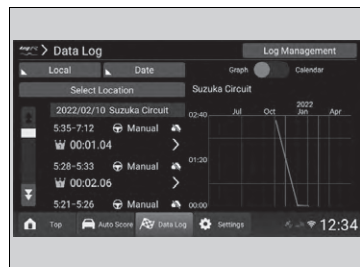 Data Log
Log Management
Local
Date
Graph
Calendar
Select Location
Suzuka Circuit
2022/02/10 Suzuka Circuit
02:40
Jul
Oct
2022
Jan
Apr
5:35-7:12 Manual
00:01.04
5:28-5:33 Manual
01:20
00:02.06
5:21-5:26 Manual
00:00
Top
Auto Score
Data Log
Settings
12:34